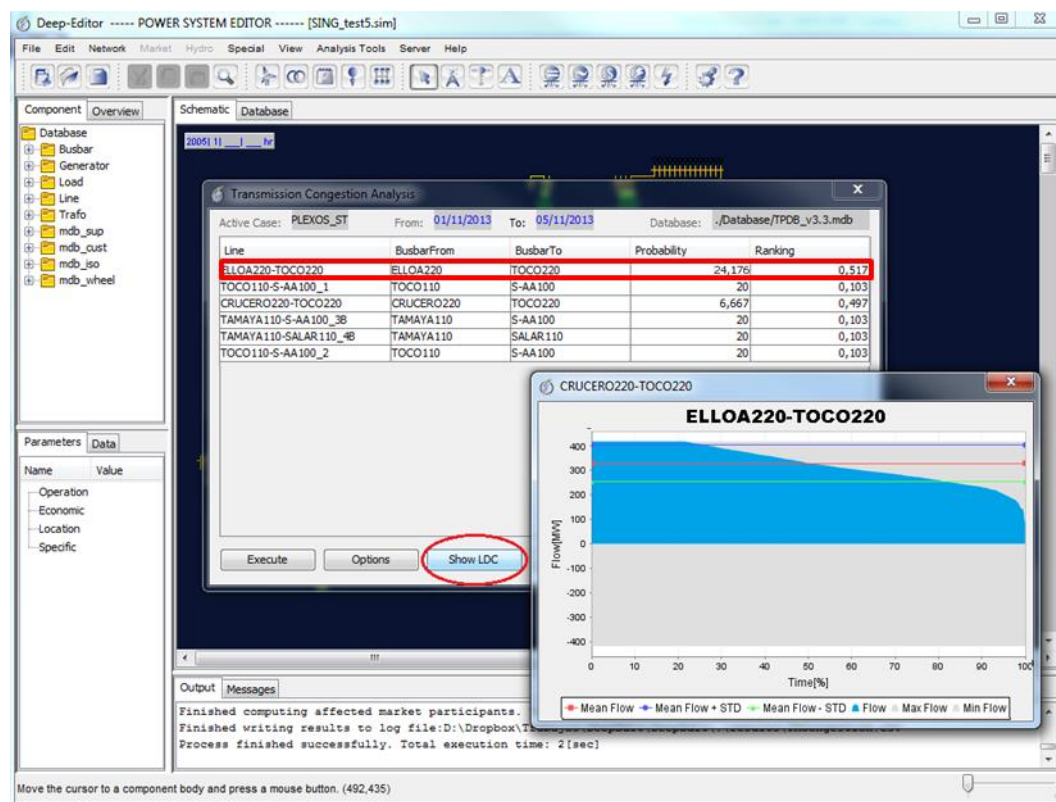 Deep-Editor ----- POWER SYSTEM EDITOR ------ [SING_test5.sim]
File Edit Network Market Hydro Special View Analysis Tools Server Help
Component Overview
Schematic Database
Database
Busbar
Generator
Load
Line
Trafo
mdb_sup
mdb_cust
mdb_iso
mdb_wheel
2005| 1| ___| ___ hr
Transmission Congestion Analysis
Active Case: PLEXOS_ST From: 01/11/2013 To: 05/11/2013 Database: ./Database/TPDB_v3.3.mdb
Line BusbarFrom BusbarTo Probability Ranking
ELLOA220-TOCO220 ELLOA220 TOCO220 24,176 0,517
TOCO110-S-AA100_1 TOCO110 S-AA100 20 0,103
CRUCERO220-TOCO220 CRUCERO220 TOCO220 6,667 0,497
TAMAYA110-S-AA100_3B TAMAYA110 S-AA100 20 0,103
TAMAYA110-SALAR110_4B TAMAYA110 SALAR110 20 0,103
TOCO110-S-AA100_2 TOCO110 S-AA100 20 0,103
Execute Options Show LDC
CRUCERO220-TOCO220
ELLOA220-TOCO220
400
300
200
100
0
-100
-200
-300
-400
Flow[MW]
0 10 20 30 40 50 60 70 80 90 100
Time[%]
Mean Flow Mean Flow + STD Mean Flow - STD Flow Max Flow Min Flow
Parameters Data
Name Value
Operation
Economic
Location
Specific
Output Messages
Finished computing affected market participants.
Finished writing results to log file:D:\Dropbox\
Process finished successfully. Total execution time: 2[sec]
Move the cursor to a component body and press a mouse button. (492,435)